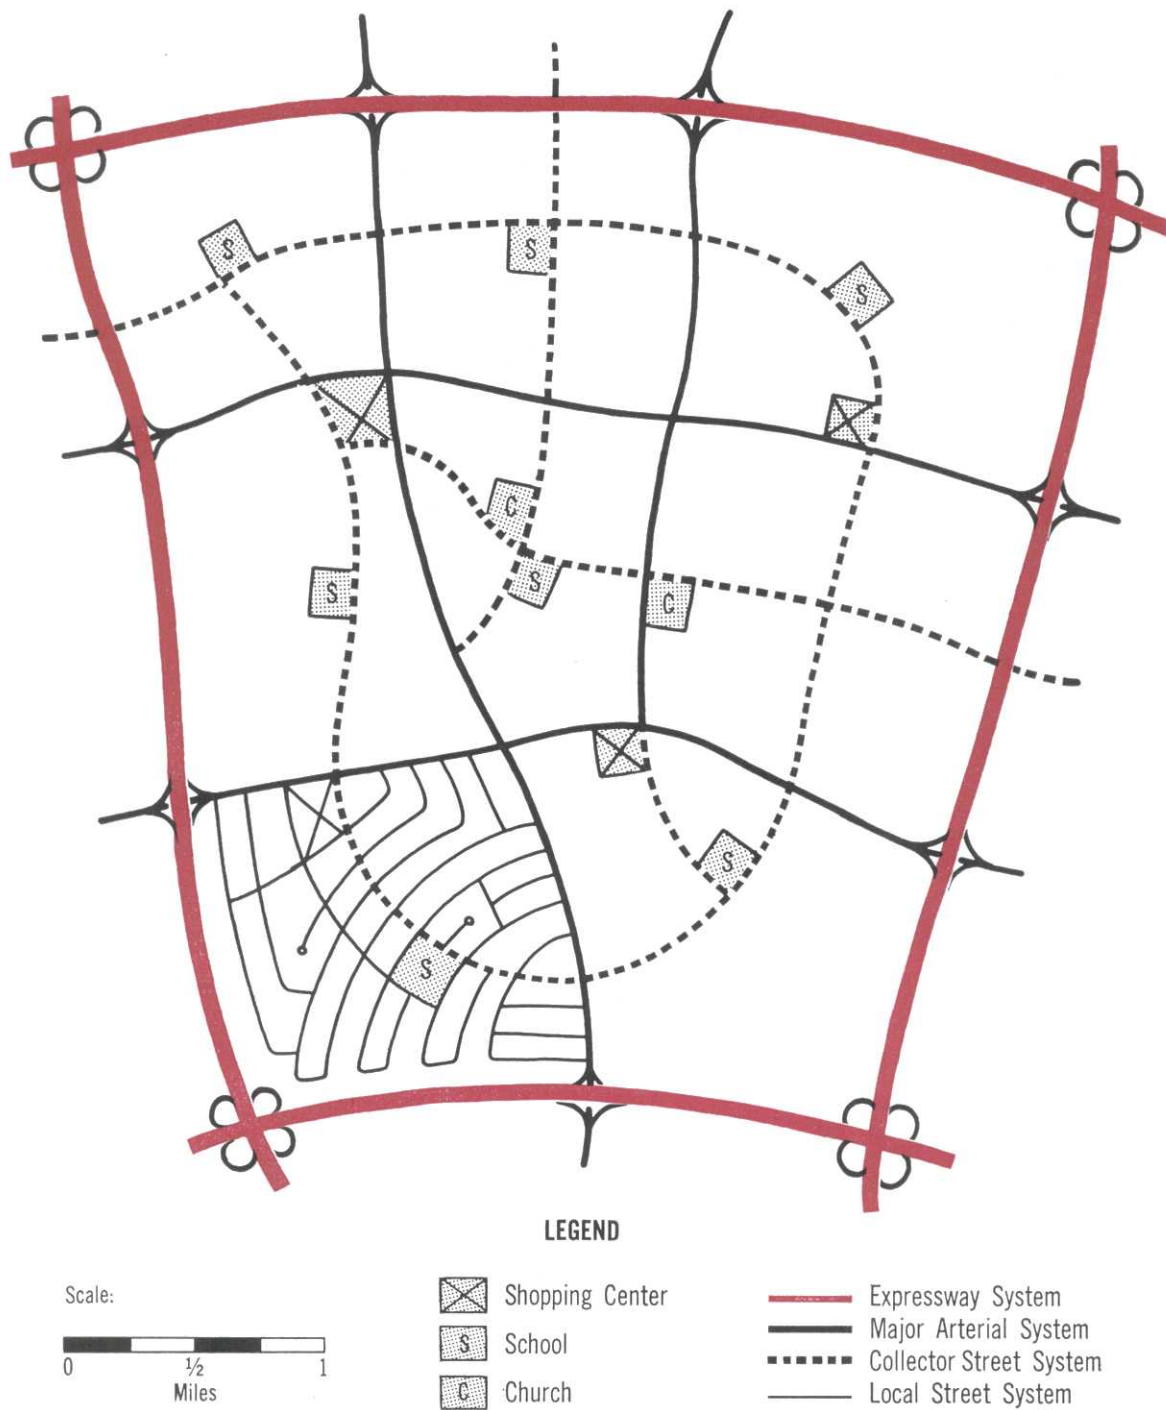 S
S
S
C
S
S
C
S
S
LEGEND
Scale:
0 ½ 1
Miles
Shopping Center
S School
C Church
Expressway System
Major Arterial System
Collector Street System
Local Street System